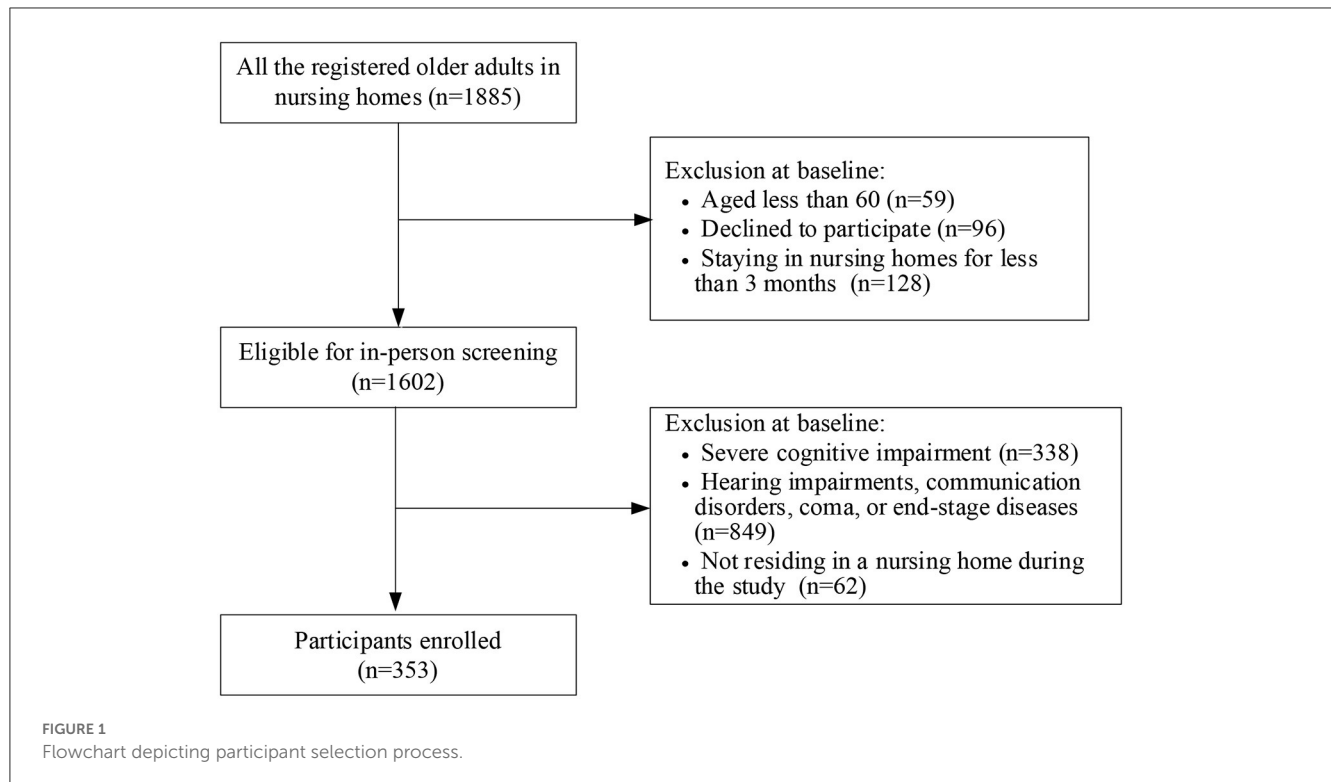 All the registered older adults in
nursing homes (n=1885)
Exclusion at baseline:
• Aged less than 60 (n=59)
• Declined to participate (n=96)
• Staying in nursing homes for less
than 3 months (n=128)
Eligible for in-person screening
(n=1602)
Exclusion at baseline:
• Severe cognitive impairment (n=338)
• Hearing impairments, communication
disorders, coma, or end-stage diseases
(n=849)
• Not residing in a nursing home during
the study (n=62)
Participants enrolled
(n=353)
FIGURE 1
Flowchart depicting participant selection process.